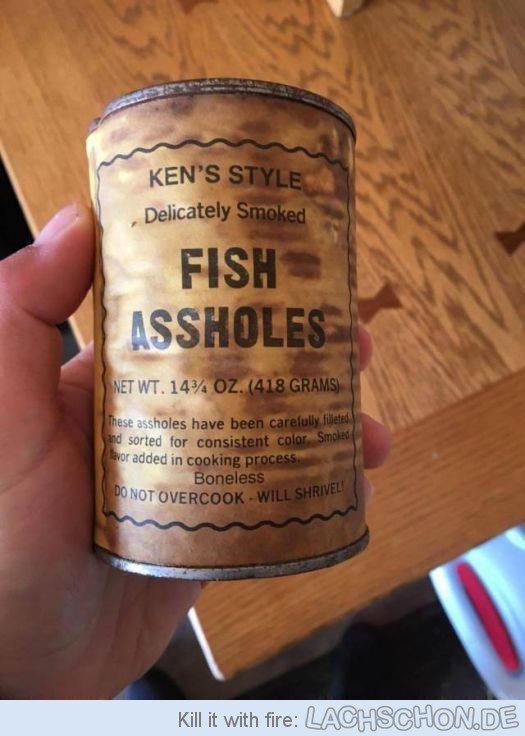 KEN'S STYLE
Delicately Smoked
FISH
ASSHOLES
NET WT. 14¾ OZ. (418 GRAMS)
These assholes have been carefully filleted
and sorted for consistent color. Smoked
flavor added in cooking process.
Boneless
DO NOT OVERCOOK - WILL SHRIVEL!
Kill it with fire: LACHSCHON.DE